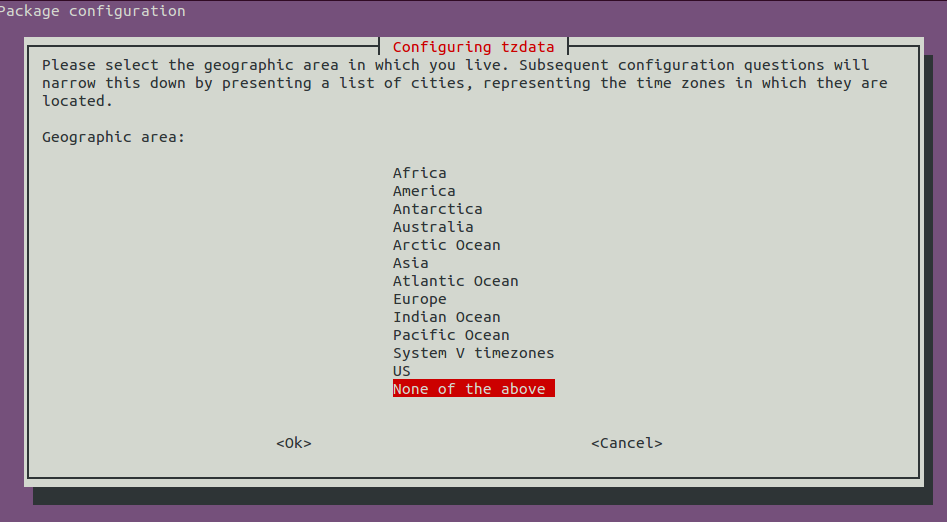 Package configuration
Configuring tzdata
Please select the geographic area in which you live. Subsequent configuration questions will
narrow this down by presenting a list of cities, representing the time zones in which they are
located.
Geographic area:
Africa
America
Antarctica
Australia
Arctic Ocean
Asia
Atlantic Ocean
Europe
Indian Ocean
Pacific Ocean
System V timezones
US
None of the above
<Ok> <Cancel>